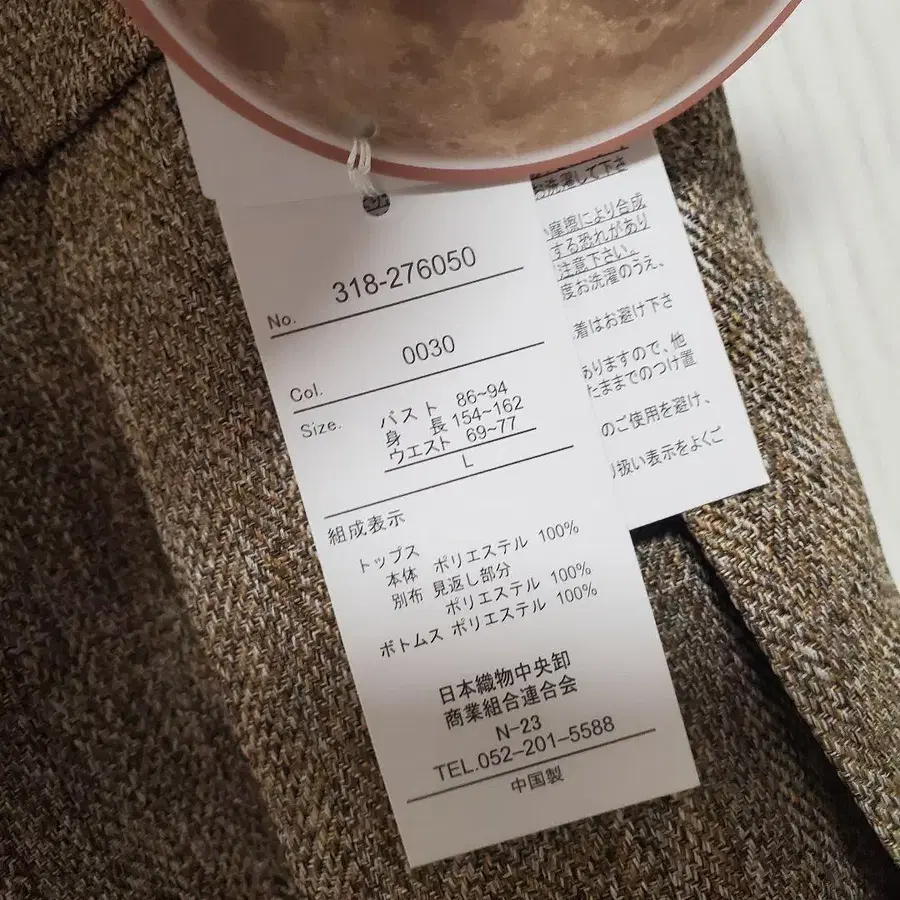 No. 318-276050
Col. 0030
Size. バスト 86~94
身 長 154~162
ウエスト 69~77
L
組成表示
トップス
本体 ポリエステル 100%
別布 見返し部分
ポリエステル 100%
ボトムス ポリエステル 100%
日本織物中央卸
商業組合連合会
N-23
TEL.052-201-5588
中国製
お洗濯して下さ
摩擦により合成
する恐れがあり
注意下さい。
度お洗濯のうえ、
着はお避け下さ
ありますので、他
たままでのつけ置
のご使用を避け、
り扱い表示をよくご